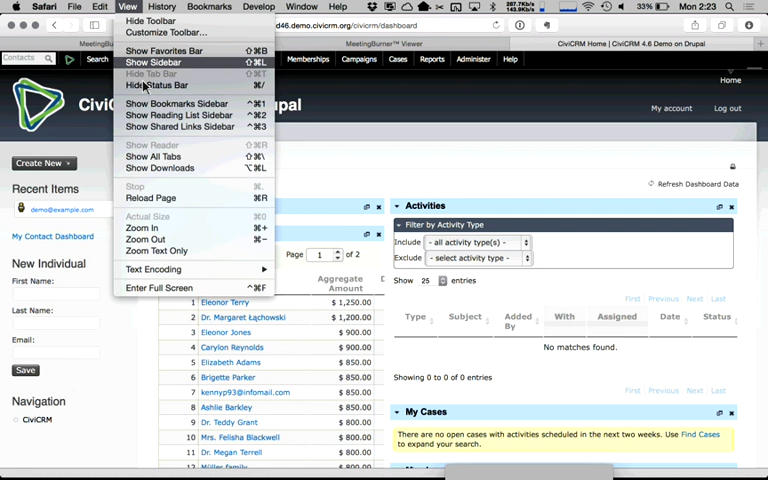 Safari File Edit View History Bookmarks Develop Window Help
287.7Kb/s 33% Mon 2:23
Hide Toolbar
Customize Toolbar...
Show Favorites Bar ⇧⌘B
Show Sidebar ⇧⌘L
Hide Tab Bar ⇧⌘T
Hide Status Bar ⌘/
Show Bookmarks Sidebar ^⌘1
Show Reading List Sidebar ^⌘2
Show Shared Links Sidebar ^⌘3
Show Reader ⇧⌘R
Show All Tabs ⇧⌘\
Show Downloads ⌥⌘L
Stop ⌘.
Reload Page ⌘R
Actual Size ⌘0
Zoom In ⌘+
Zoom Out ⌘−
Zoom Text Only
Text Encoding
Enter Full Screen ^⌘F
d46.demo.civicrm.org/civicrm/dashboard
MeetingBurner™ Viewer
CiviCRM Home | CiviCRM 4.6 Demo on Drupal
Contacts Search Memberships Campaigns Cases Reports Administer Help
Home
My account Log out
Create New
Recent Items
demo@example.com
My Contact Dashboard
New Individual
First Name:
Last Name:
Email:
Save
Navigation
CiviCRM
Refresh Dashboard Data
Page 1 of 2
Aggregate
Amount
1 Eleonor Terry $ 1,250.00
2 Dr. Margaret Łąchowski $ 1,200.00
3 Eleonor Jones $ 900.00
4 Carylon Reynolds $ 900.00
5 Elizabeth Adams $ 850.00
6 Brigette Parker $ 850.00
7 kennyp93@infomail.com $ 850.00
8 Ashlie Barkley $ 850.00
9 Dr. Teddy Grant $ 850.00
10 Mrs. Felisha Blackwell $ 850.00
11 Dr. Megan Terrell $ 850.00
12 Müller family
Activities
Filter by Activity Type
Include - all activity type(s) -
Exclude - select activity type -
Show 25 entries
First Previous Next Last
Type Subject Added By With Assigned Date Status
No matches found.
Showing 0 to 0 of 0 entries
First Previous Next Last
My Cases
There are no open cases with activities scheduled in the next two weeks. Use Find Cases
to expand your search.